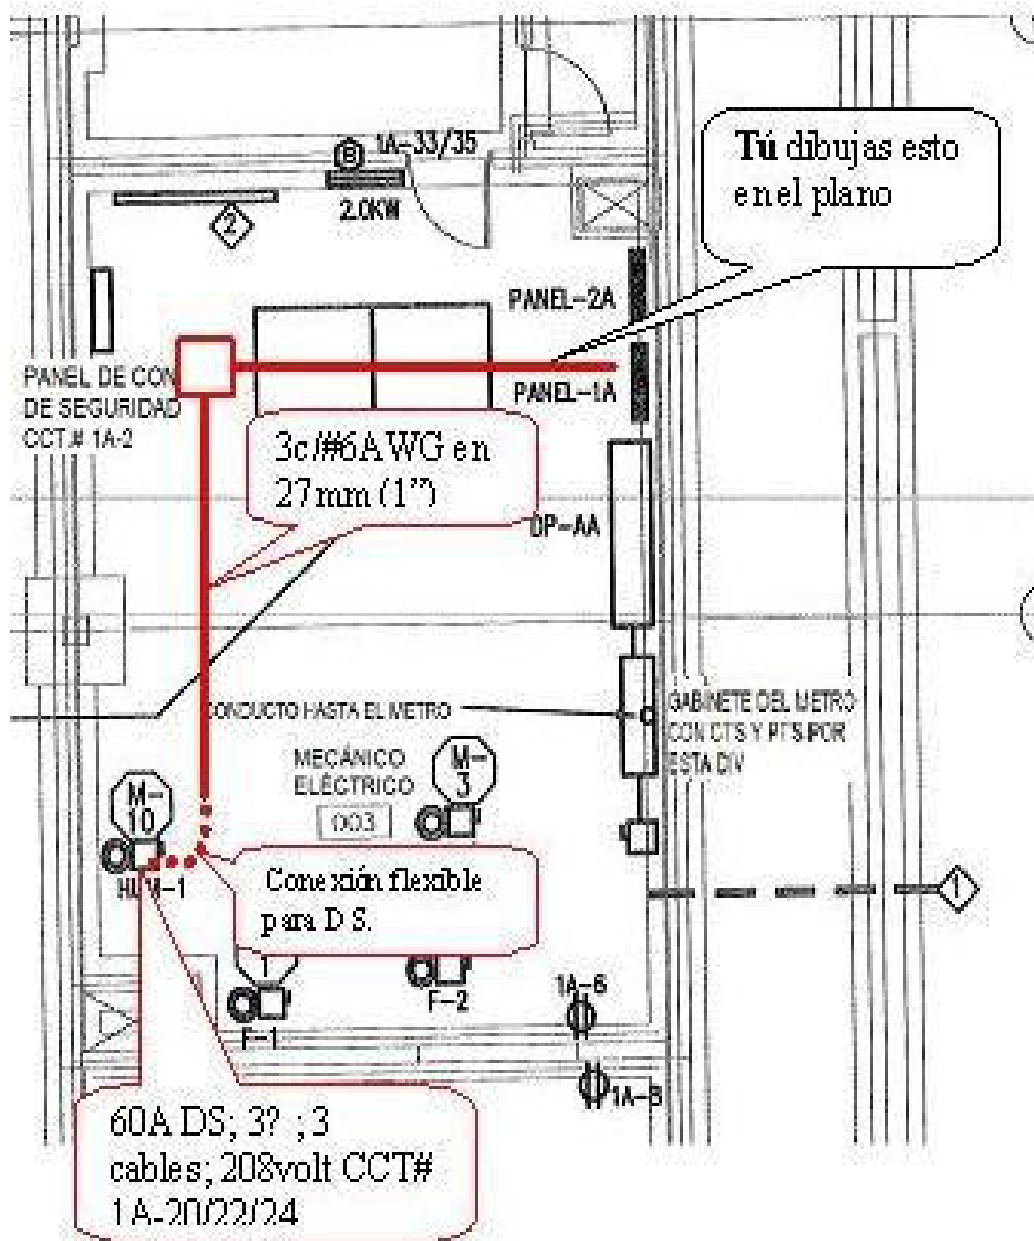 B
1A-33/35
2.0KW
2
Tú dibujas esto
en el plano
PANEL-2A
PANEL DE CON
DE SEGURIDAD
CCT.# 1A-2
PANEL-1A
3c/#6AWG en
27mm (1”)
DP-AA
CONDUCTO HASTA EL METRO
GABINETE DEL METRO
CON CTS Y PTS POR
ESTA DIV
MECÁNICO
ELÉCTRICO
003
M-
3
M-
10
Conexión flexible
para D S.
1
F-1
F-2
1A-6
1A-8
60A DS; 3? ; 3
cables; 208volt CCT#
1A-20/22/24